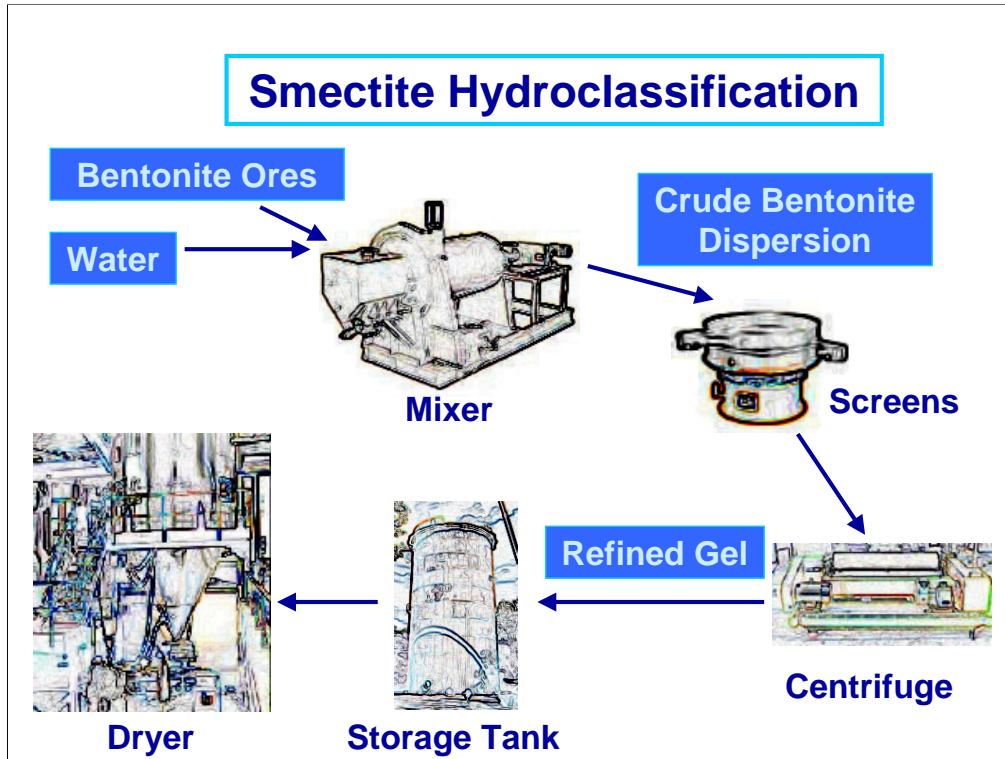 Smectite Hydroclassification
Bentonite Ores
Water
Crude Bentonite
Dispersion
Mixer
Screens
Refined Gel
Centrifuge
Storage Tank
Dryer